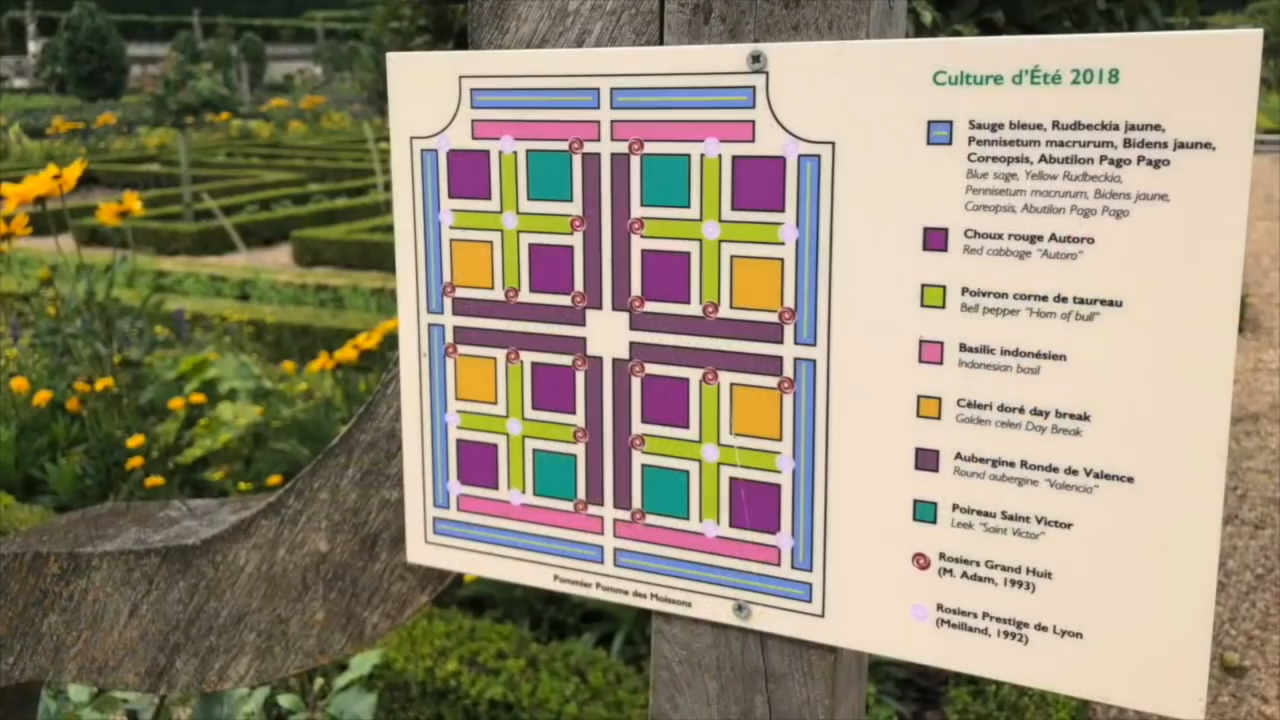 Culture d'Été 2018
Sauge bleue, Rudbeckia jaune,
Pennisetum macrurum, Bidens jaune,
Coreopsis, Abutilon Pago Pago
Blue sage, Yellow Rudbeckia,
Pennisetum macrurum, Bidens jaune,
Coreopsis, Abutilon Pago Pago
Choux rouge Autoro
Red cabbage "Autoro"
Poivron corne de taureau
Bell pepper "Horn of bull"
Basilic indonésien
Indonesian basil
Cèleri doré day break
Golden celeri Day Break
Aubergine Ronde de Valence
Round aubergine "Valencia"
Poireau Saint Victor
Leek "Saint Victor"
Rosiers Grand Huit
(M. Adam, 1993)
Rosiers Prestige de Lyon
(Meilland, 1992)
Pommier Pomme des Moissons